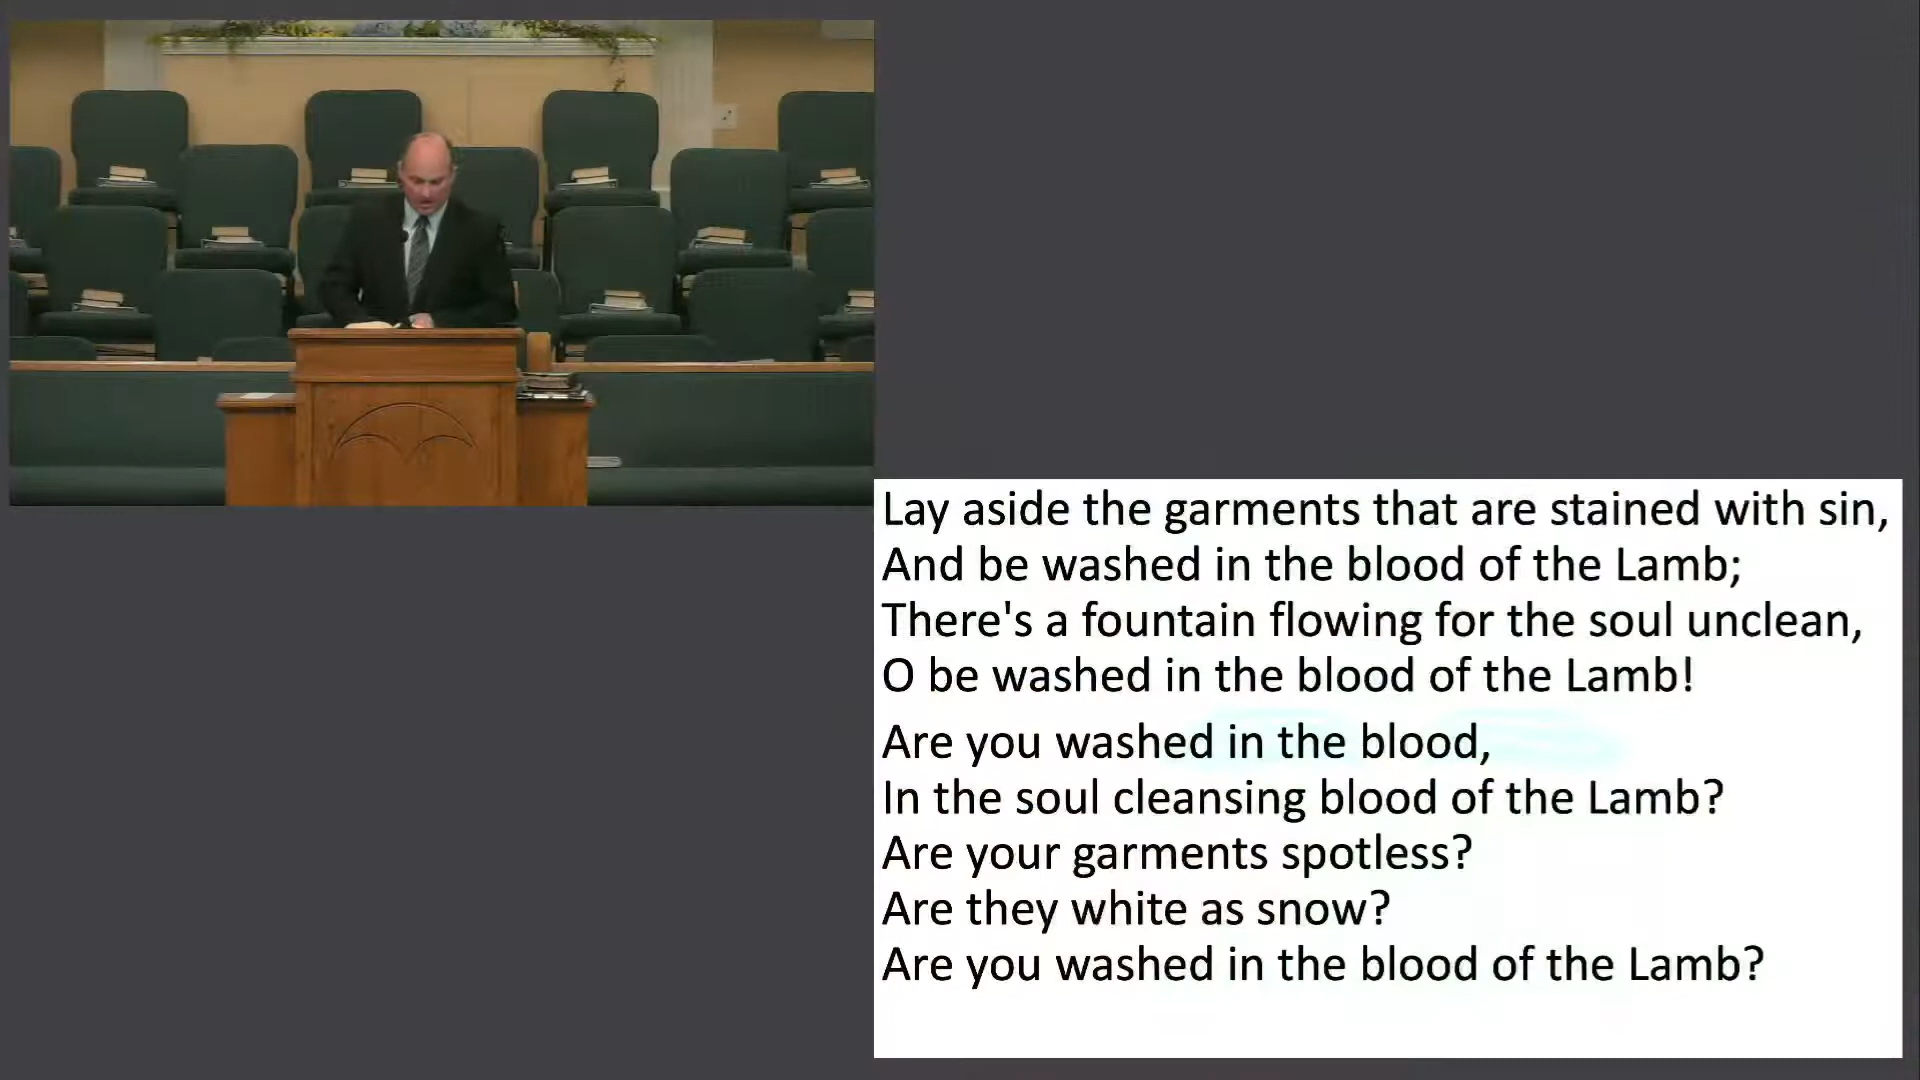 Lay aside the garments that are stained with sin,
And be washed in the blood of the Lamb;
There's a fountain flowing for the soul unclean,
O be washed in the blood of the Lamb!
Are you washed in the blood,
In the soul cleansing blood of the Lamb?
Are your garments spotless?
Are they white as snow?
Are you washed in the blood of the Lamb?